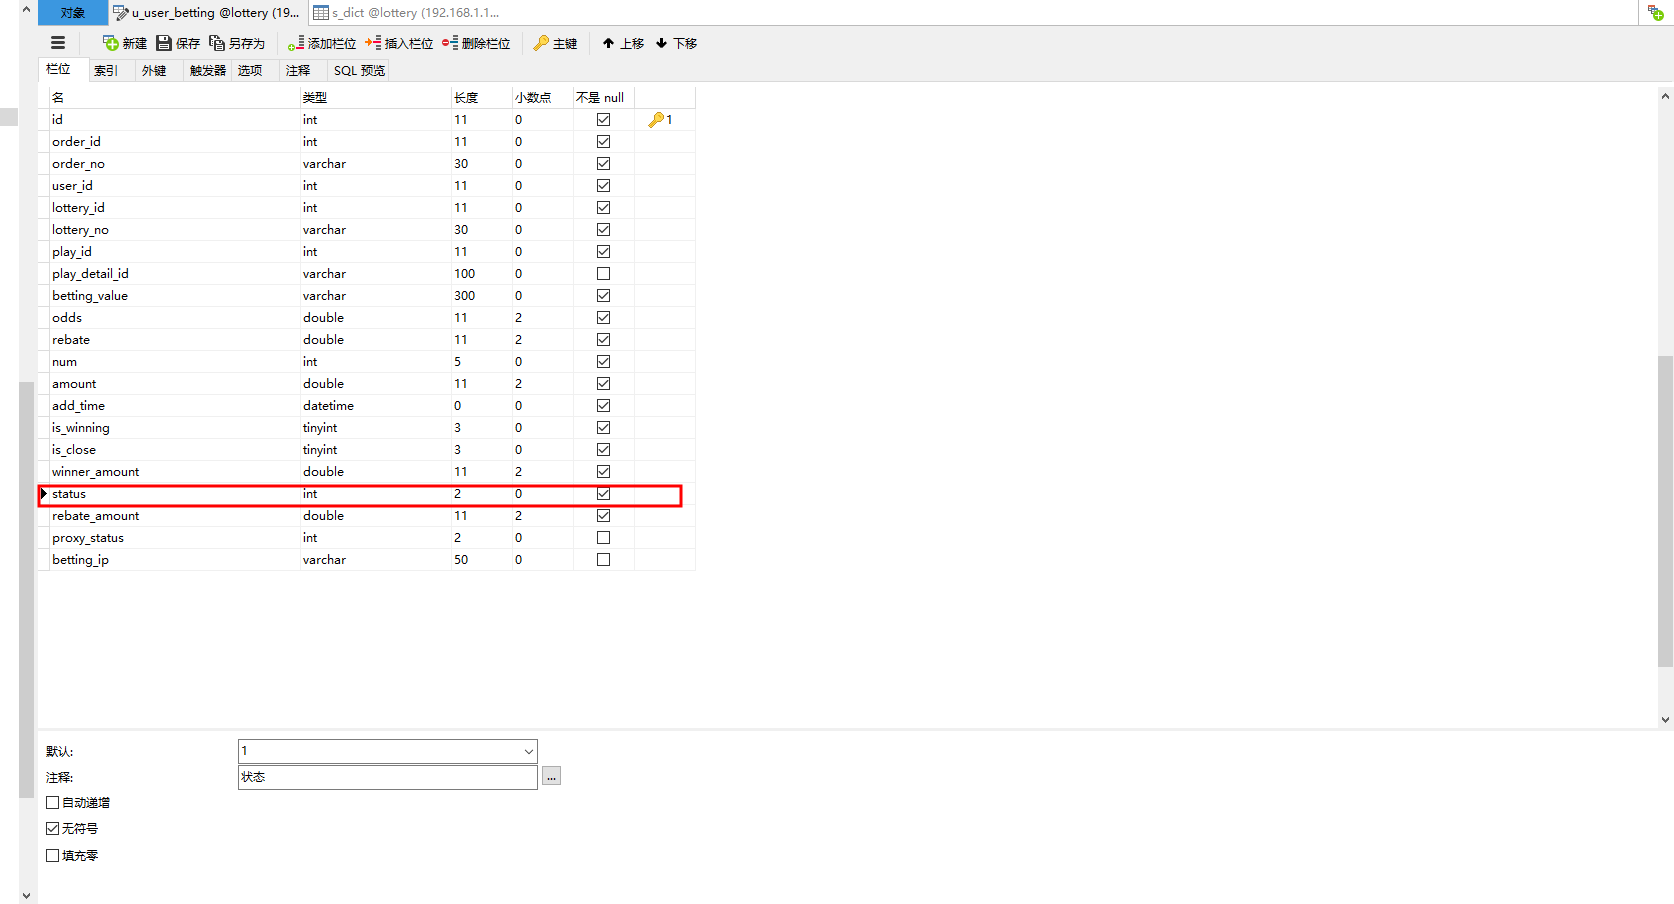 对象 u_user_betting @lottery (19... s_dict @lottery (192.168.1.1...
新建 保存 另存为 添加栏位 插入栏位 删除栏位 主键 上移 下移
栏位 索引 外键 触发器 选项 注释 SQL 预览
名 类型 长度 小数点 不是 null
id int 11 0 1
order_id int 11 0
order_no varchar 30 0
user_id int 11 0
lottery_id int 11 0
lottery_no varchar 30 0
play_id int 11 0
play_detail_id varchar 100 0
betting_value varchar 300 0
odds double 11 2
rebate double 11 2
num int 5 0
amount double 11 2
add_time datetime 0 0
is_winning tinyint 3 0
is_close tinyint 3 0
winner_amount double 11 2
status int 2 0
rebate_amount double 11 2
proxy_status int 2 0
betting_ip varchar 50 0
默认: 1
注释: 状态 ...
自动递增
无符号
填充零